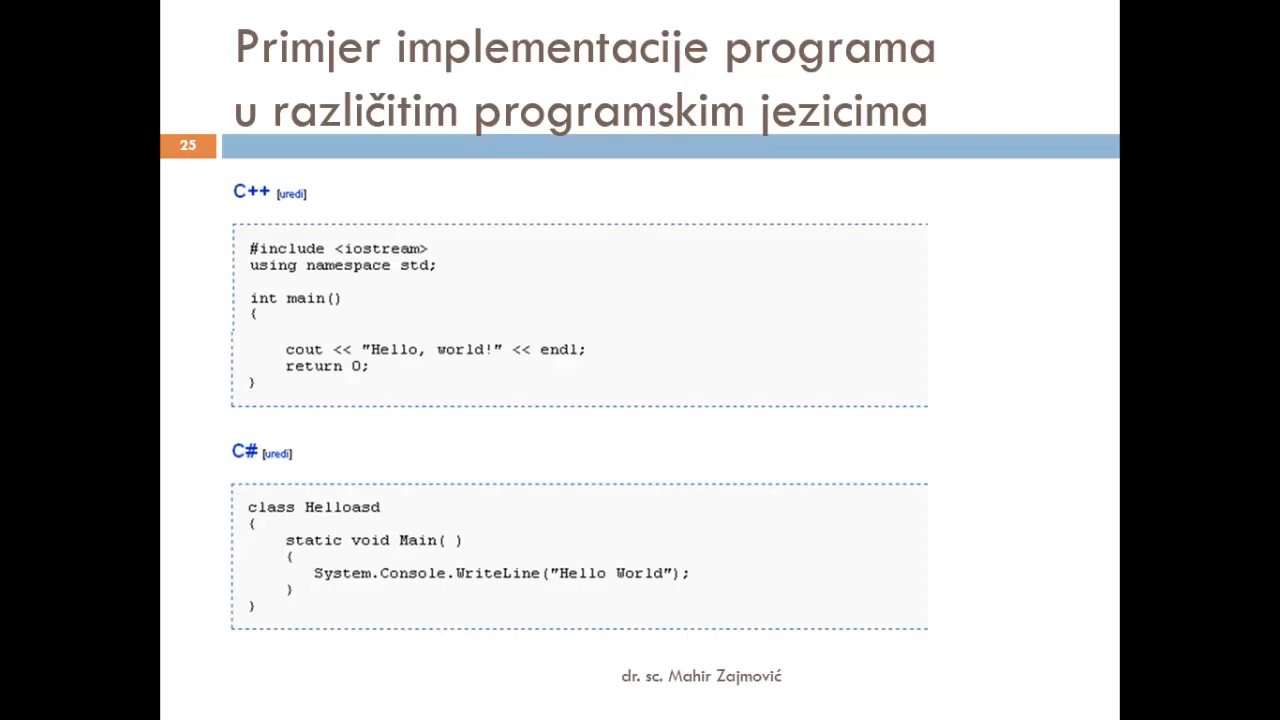 Primjer implementacije programa
u različitim programskim jezicima
25
C++ [uredi]
#include <iostream>
using namespace std;
int main()
{
cout << "Hello, world!" << endl;
return 0;
}
C# [uredi]
class Helloasd
{
static void Main( )
{
System.Console.WriteLine("Hello World");
}
}
dr. sc. Mahir Zajmović